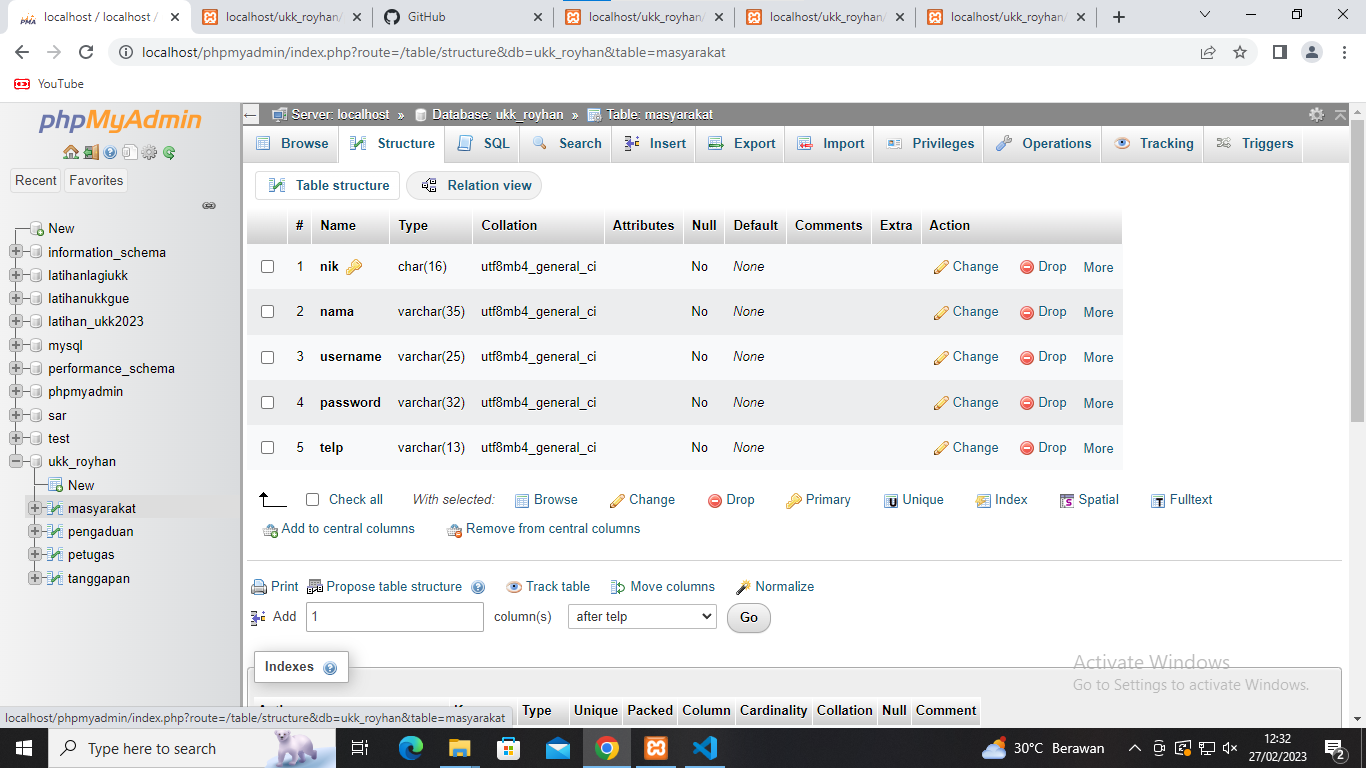 localhost / localhost /
localhost/ukk_royhan/
GitHub
localhost/ukk_royhan/
localhost/ukk_royhan/
localhost/ukk_royhan/
localhost/phpmyadmin/index.php?route=/table/structure&db=ukk_royhan&table=masyarakat
YouTube
phpMyAdmin
Recent Favorites
New
information_schema
latihanlagiukk
latihanukkgue
latihan_ukk2023
mysql
performance_schema
phpmyadmin
sar
test
ukk_royhan
New
masyarakat
pengaduan
petugas
tanggapan
Server: localhost » Database: ukk_royhan » Table: masyarakat
Browse Structure SQL Search Insert Export Import Privileges Operations Tracking Triggers
Table structure Relation view
# Name Type Collation Attributes Null Default Comments Extra Action
1 nik char(16) utf8mb4_general_ci No None Change Drop More
2 nama varchar(35) utf8mb4_general_ci No None Change Drop More
3 username varchar(25) utf8mb4_general_ci No None Change Drop More
4 password varchar(32) utf8mb4_general_ci No None Change Drop More
5 telp varchar(13) utf8mb4_general_ci No None Change Drop More
Check all With selected: Browse Change Drop Primary Unique Index Spatial Fulltext
Add to central columns Remove from central columns
Print Propose table structure Track table Move columns Normalize
Add 1 column(s) after telp Go
Indexes
Type Unique Packed Column Cardinality Collation Null Comment
Activate Windows
Go to Settings to activate Windows.
localhost/phpmyadmin/index.php?route=/table/structure&db=ukk_royhan&table=masyarakat
Type here to search
30°C Berawan
12:32
27/02/2023
2